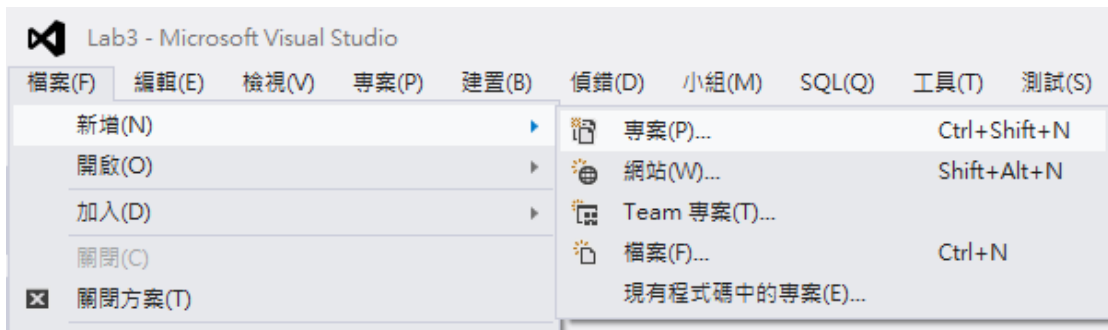 Lab3 - Microsoft Visual Studio
檔案(F) 編輯(E) 檢視(V) 專案(P) 建置(B) 偵錯(D) 小組(M) SQL(Q) 工具(T) 測試(S)
新增(N)
開啟(O)
加入(D)
關閉(C)
關閉方案(T)
專案(P)... Ctrl+Shift+N
網站(W)... Shift+Alt+N
Team 專案(T)...
檔案(F)... Ctrl+N
現有程式碼中的專案(E)...